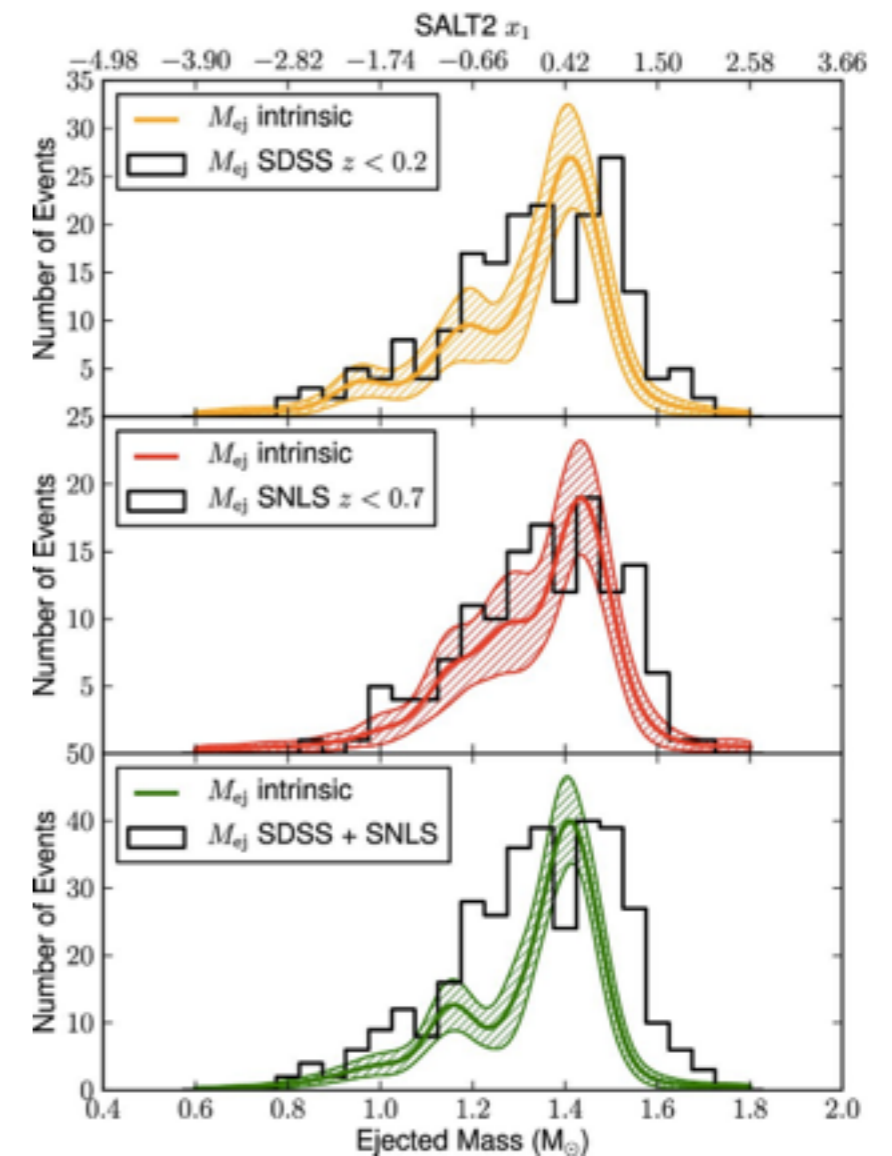 SALT2 x₁
−4.98 −3.90 −2.82 −1.74 −0.66 0.42 1.50 2.58 3.66
35
30
25
20
15
10
5
Number of Events
M_ej intrinsic
M_ej SDSS z < 0.2
25
20
15
10
5
Number of Events
M_ej intrinsic
M_ej SNLS z < 0.7
50
40
30
20
10
0
Number of Events
M_ej intrinsic
M_ej SDSS + SNLS
0.4 0.6 0.8 1.0 1.2 1.4 1.6 1.8 2.0
Ejected Mass (M☉)